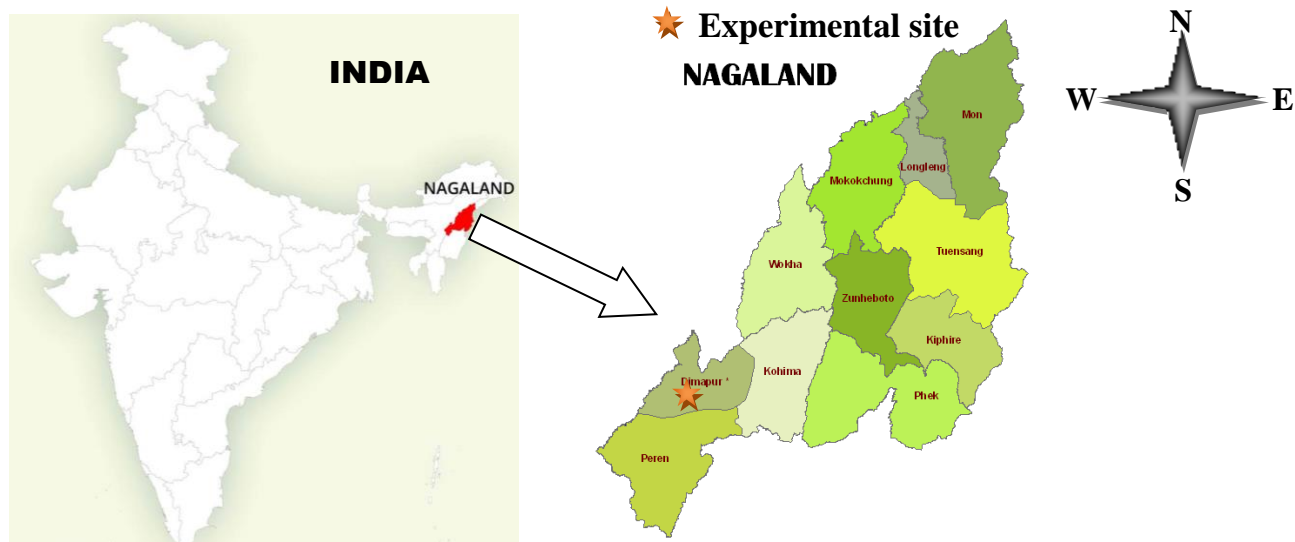 INDIA
NAGALAND
Experimental site
NAGALAND
N
W
E
S
Mon
Longleng
Mokokchung
Tuensang
Wokha
Zunheboto
Kiphire
Kohima
Dimapur *
Phek
Peren